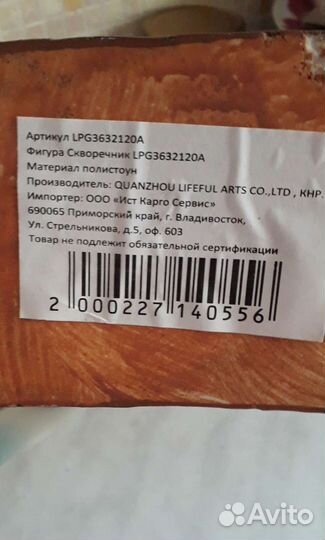 Артикул LPG3632120A
Фигура Скворечник LPG3632120A
Материал полистоун
Производитель: QUANZHOU LIFEFUL ARTS CO.,LTD , КНР.
Импортер: ООО «Ист Карго Сервис»
690065 Приморский край, г. Владивосток,
Ул. Стрельникова, д.5, оф. 603
Товар не подлежит обязательной сертификации
2 000227 140556
Avito